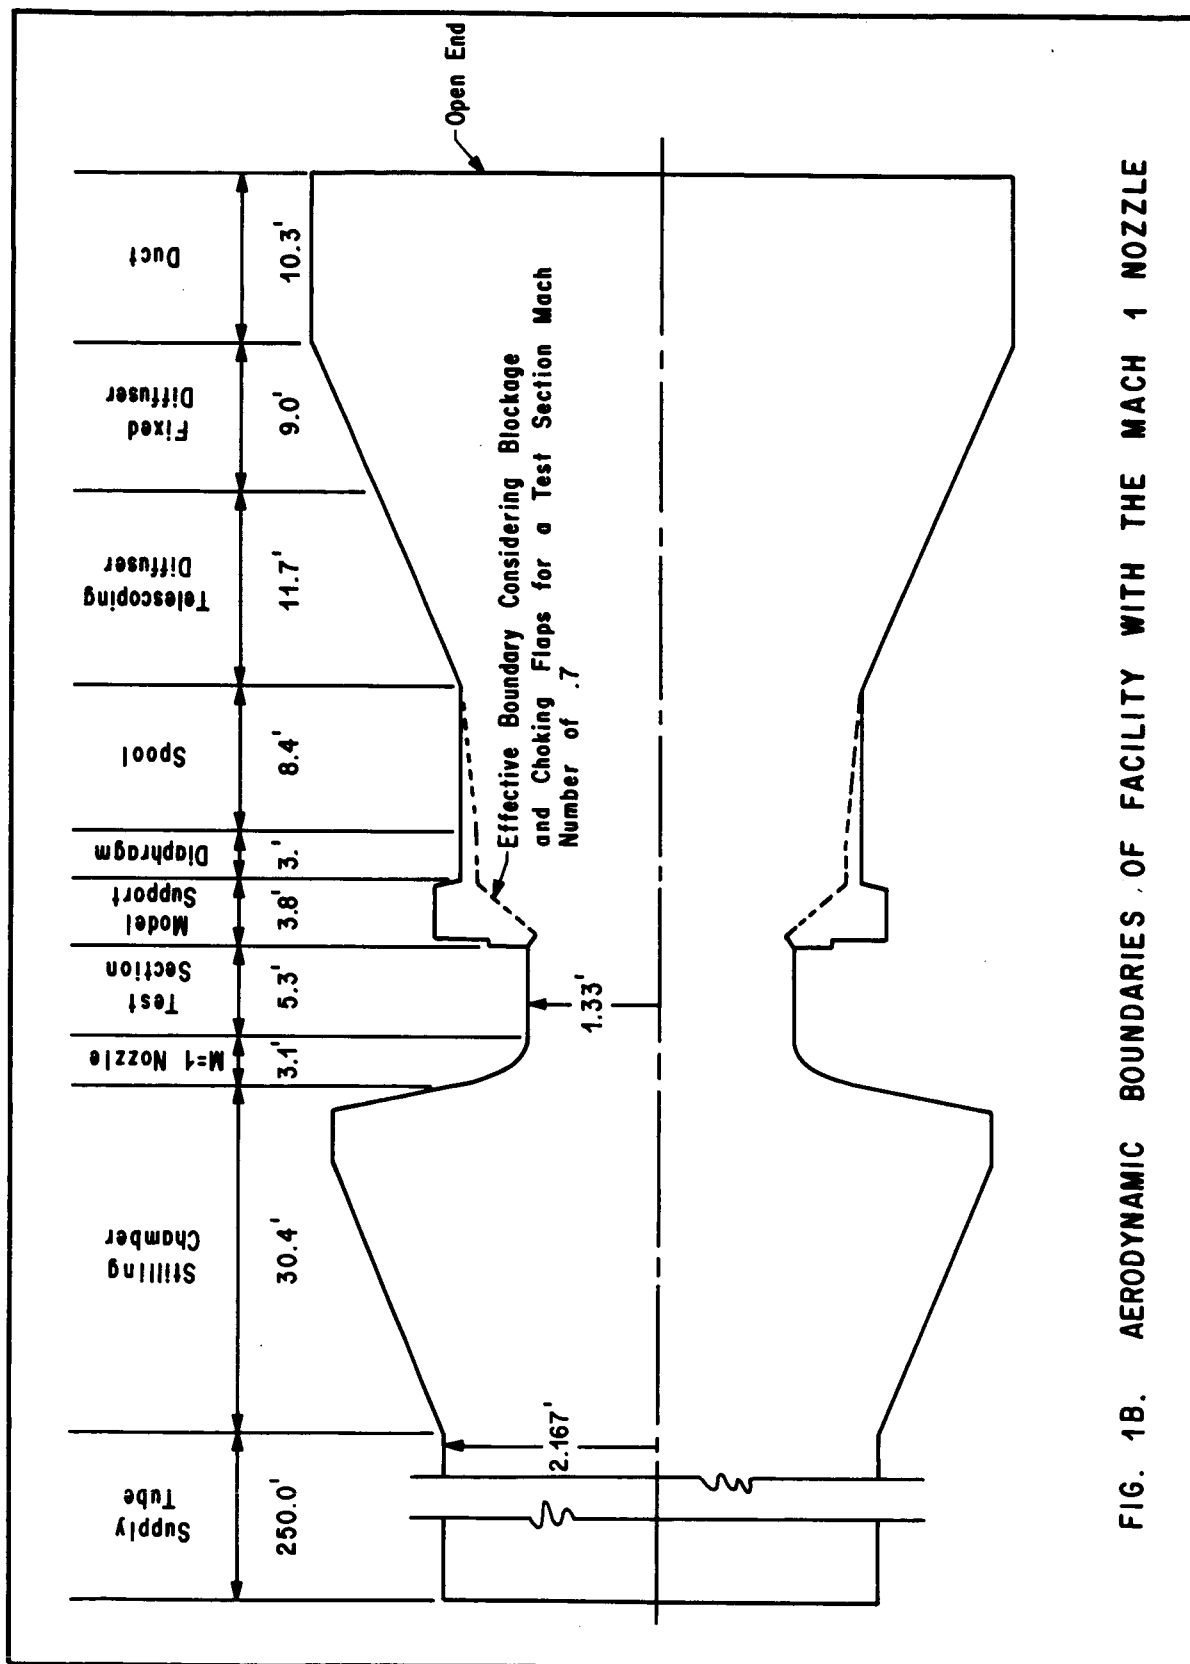 Supply
Tube
250.0'
Stilling
Chamber
30.4'
M=1 Nozzle
3.1'
Test
Section
5.3'
Model
Support
3.8'
Diaphragm
3.'
Spool
8.4'
Telescoping
Diffuser
11.7'
Fixed
Diffuser
9.0'
Duct
10.3'
Open End
2.167'
1.33'
Effective Boundary Considering Blockage
and Choking Flaps for a Test Section Mach
Number of .7
FIG. 1B. AERODYNAMIC BOUNDARIES OF FACILITY WITH THE MACH 1 NOZZLE